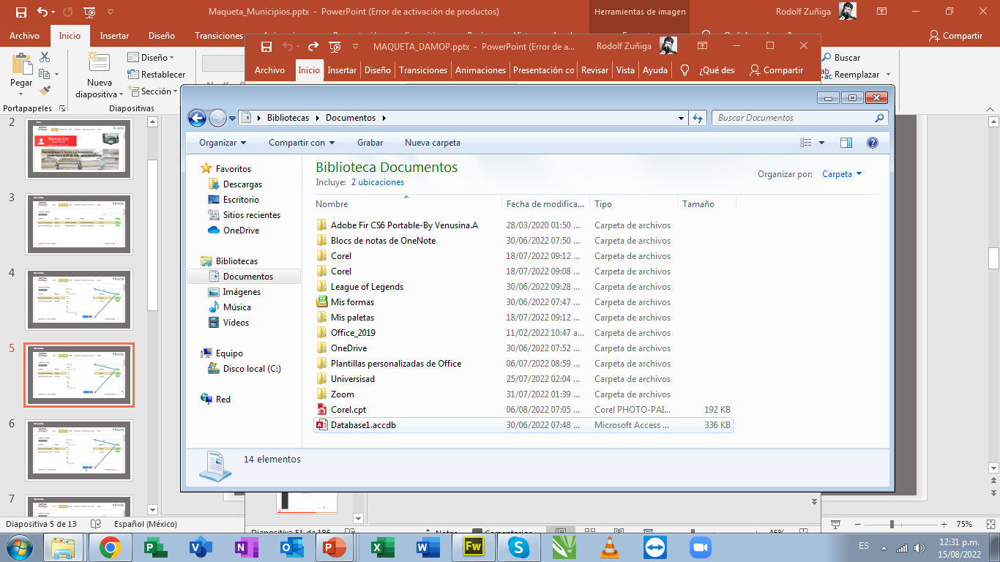 Maqueta_Municipios.pptx - PowerPoint (Error de activación de productos)
Herramientas de imagen
Rodolf Zuñiga
Archivo Inicio Insertar Diseño Transiciones
Compartir
MAQUETA_DAMOP.pptx - PowerPoint (Error de a...
Rodolf Zuñiga
Archivo Inicio Insertar Diseño Transiciones Animaciones Presentación co Revisar Vista Ayuda ¿Qué des Compartir
Pegar
Portapapeles
Nueva
diapositiva
Diseño
Restablecer
Sección
Diapositivas
Buscar
Reemplazar
Bibliotecas Documentos
Buscar Documentos
Organizar Compartir con Grabar Nueva carpeta
Favoritos
Descargas
Escritorio
Sitios recientes
OneDrive
Bibliotecas
Documentos
Imágenes
Música
Vídeos
Equipo
Disco local (C:)
Red
Biblioteca Documentos
Incluye: 2 ubicaciones
Organizar por: Carpeta
Nombre Fecha de modifica... Tipo Tamaño
Adobe Fir CS6 Portable-By Venusina.A 28/03/2020 01:50 ... Carpeta de archivos
Blocs de notas de OneNote 30/06/2022 07:50 ... Carpeta de archivos
Corel 18/07/2022 09:12 ... Carpeta de archivos
Corel 18/07/2022 09:08 ... Carpeta de archivos
League of Legends 30/06/2022 09:28 ... Carpeta de archivos
Mis formas 30/06/2022 07:47 ... Carpeta de archivos
Mis paletas 18/07/2022 09:12 ... Carpeta de archivos
Office_2019 11/02/2022 10:47 a... Carpeta de archivos
OneDrive 30/06/2022 07:52 ... Carpeta de archivos
Plantillas personalizadas de Office 06/07/2022 08:59 ... Carpeta de archivos
Universisad 25/07/2022 02:04 ... Carpeta de archivos
Zoom 31/07/2022 01:39 ... Carpeta de archivos
Corel.cpt 06/08/2022 07:05 ... Corel PHOTO-PAI... 192 KB
Database1.accdb 30/06/2022 07:48 ... Microsoft Access ... 336 KB
14 elementos
2
Bienvenido
3
4
5
6
7
Diapositiva 5 de 13 Español (México)
Diapositiva 51 de 186 Notas Comentarios 46%
75%
ES
12:31 p.m.
15/08/2022